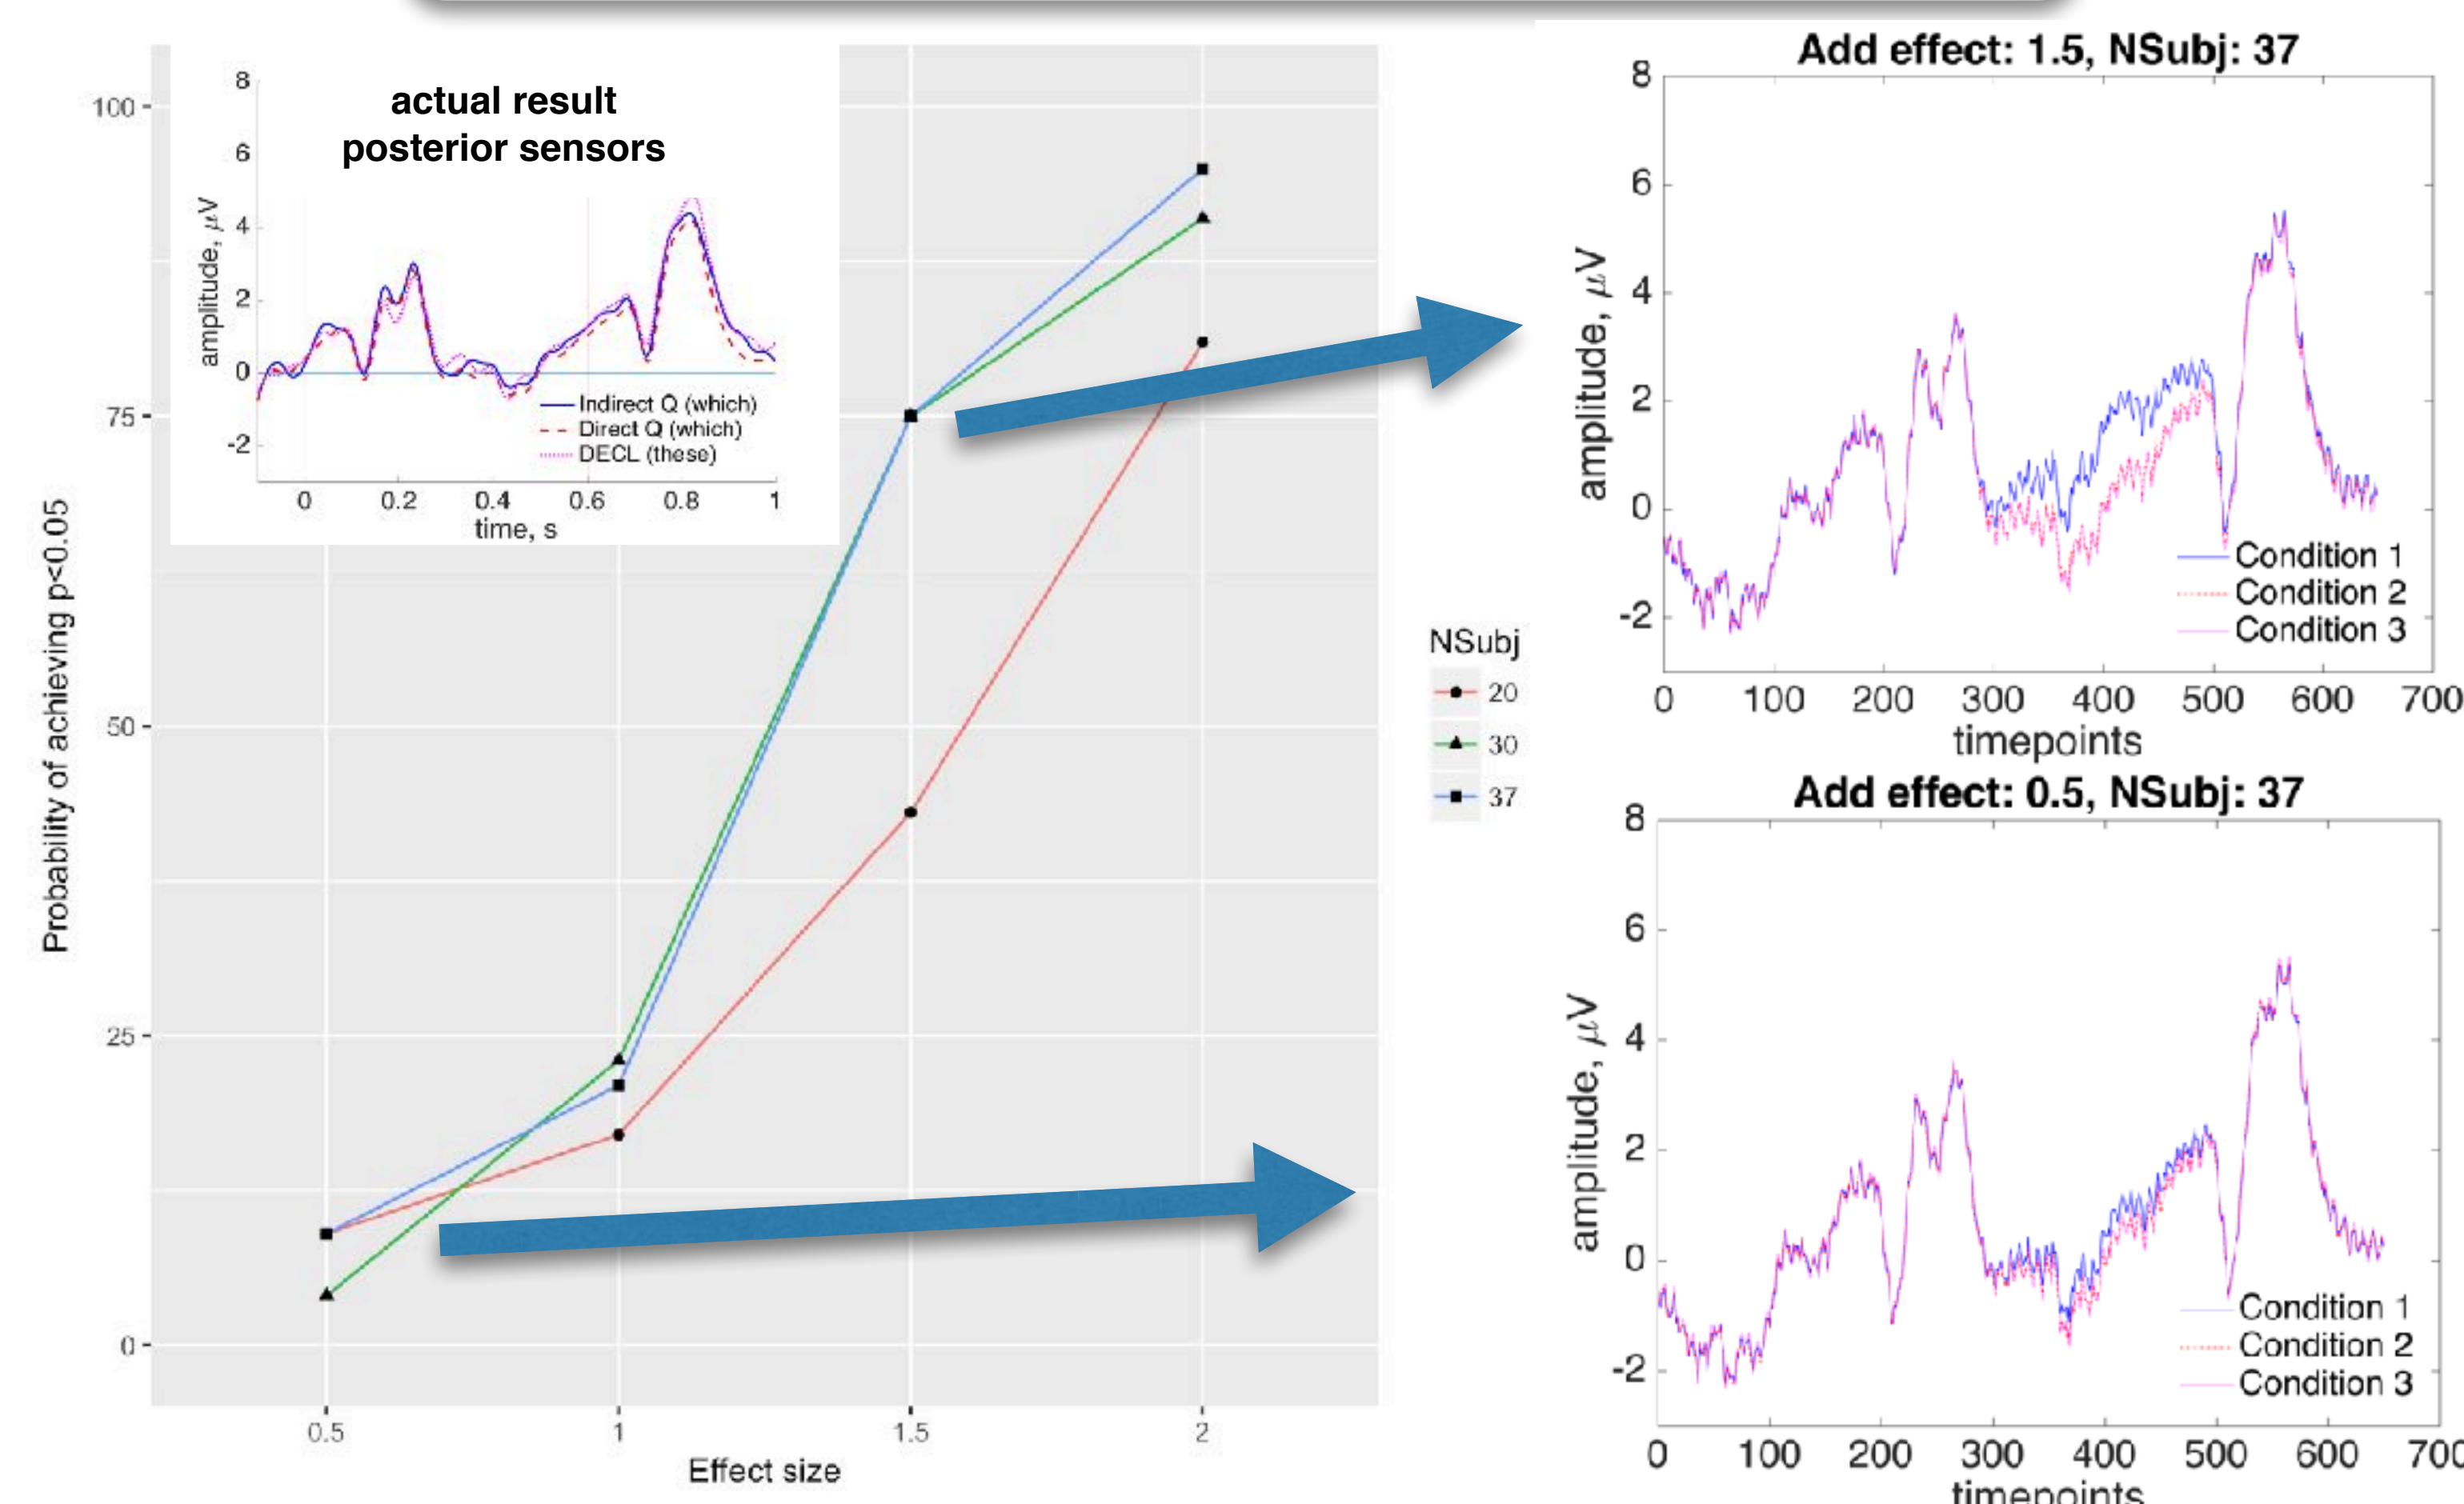 actual result
posterior sensors
8
6
4
2
0
-2
amplitude, μV
Indirect Q (which)
Direct Q (which)
DECL (these)
0 0.2 0.4 0.6 0.8 1
time, s
100
75
50
25
0
Probability of achieving p<0.05
0.5 1 1.5 2
Effect size
NSubj
20
30
37
Add effect: 1.5, NSubj: 37
8
6
4
2
0
-2
amplitude, μV
Condition 1
Condition 2
Condition 3
0 100 200 300 400 500 600 700
timepoints
Add effect: 0.5, NSubj: 37
8
6
4
2
0
-2
amplitude, μV
Condition 1
Condition 2
Condition 3
0 100 200 300 400 500 600 700
timepoints